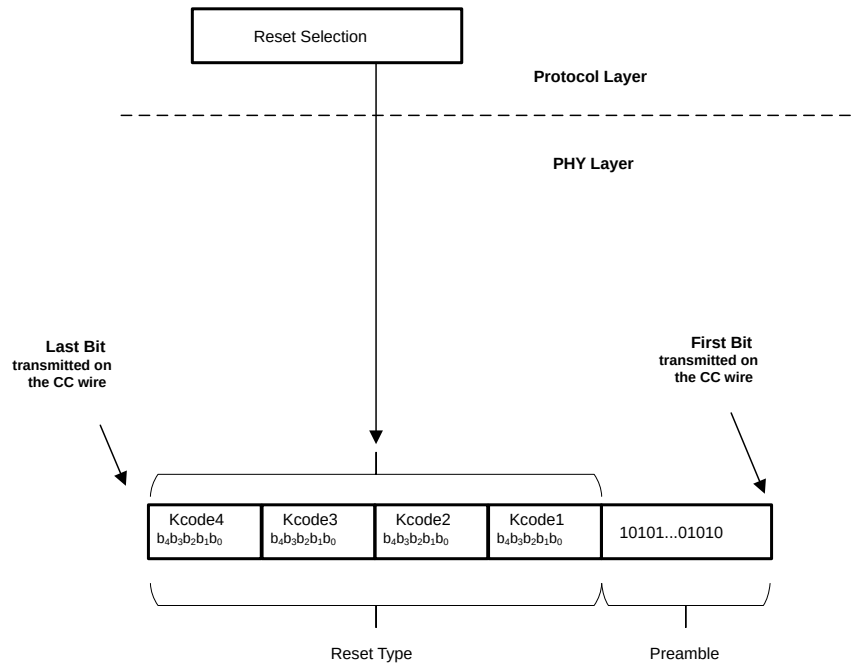 Reset Selection
Protocol Layer
PHY Layer
Last Bit
transmitted on
the CC wire
First Bit
transmitted on
the CC wire
Kcode4
b₄b₃b₂b₁b₀
Kcode3
b₄b₃b₂b₁b₀
Kcode2
b₄b₃b₂b₁b₀
Kcode1
b₄b₃b₂b₁b₀
10101...01010
Reset Type
Preamble